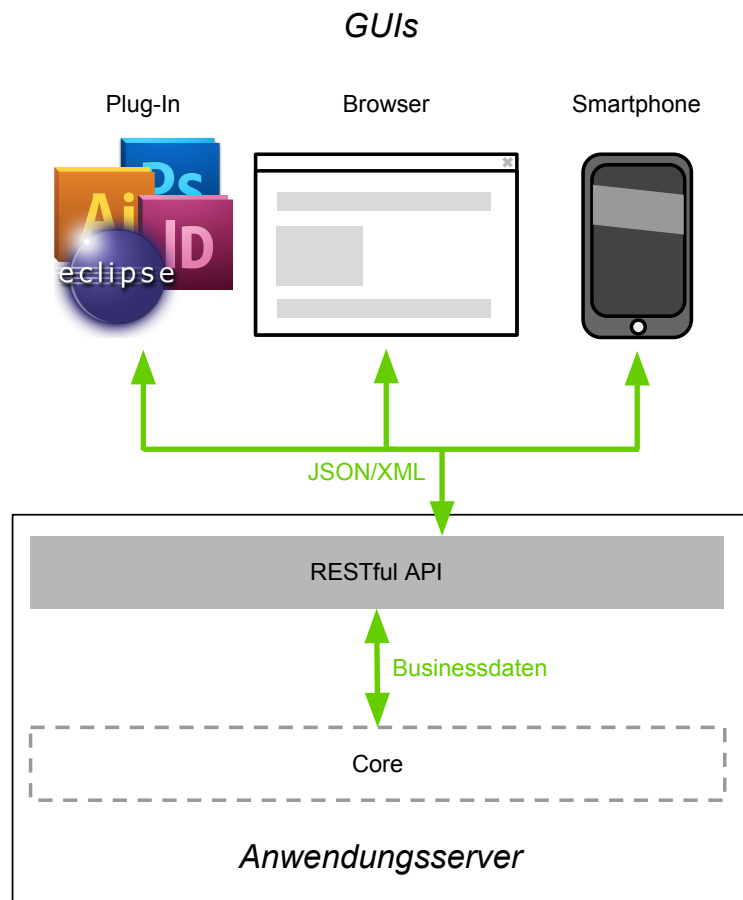 GUIs
Plug-In
Browser
Smartphone
Ps
Ai
ID
eclipse
JSON/XML
RESTful API
Businessdaten
Core
Anwendungsserver